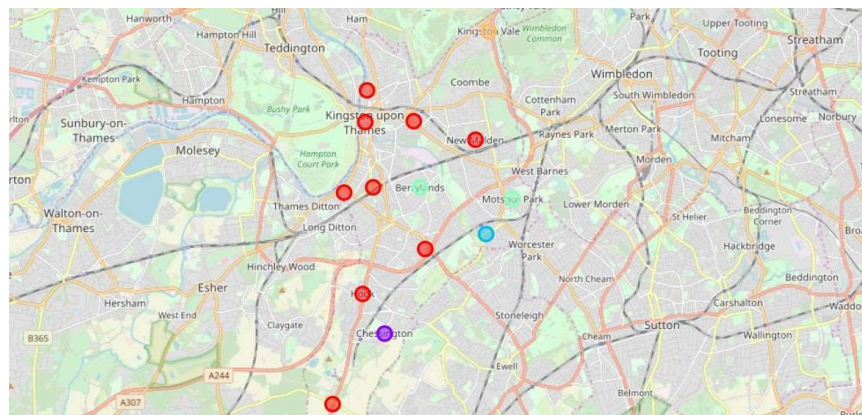 Hanworth
Ham
Kingston Vale
Wimbledon
Common
Upper Tooting
Hampton Hill
Park
Streatham
Teddington
Tooting
Kempton Park
Coombe
Wimbledon
Hampton
Bushy Park
Cottenham
Park
South Wimbledon
Streatham
Sunbury-on-
Thames
Kingston upon
Thames
Lonesome
Norbury
Molesey
New Malden
Raynes Park
Merton Park
Mitcham
Hampton
Court Park
Morden
West Barnes
Berrylands
Walton-on-
Thames
Thames Ditton
Motspur Park
Lower Morden
Beddington
Corner
Long Ditton
St Helier
Worcester
Park
Hackbridge
Hinchley Wood
Esher
North Cheam
Beddington
Hersham
West End
Hook
Carshalton
Claygate
Stoneleigh
B365
Chessington
Sutton
Cheam
Wallington
Ewell
A244
Belmont
A307